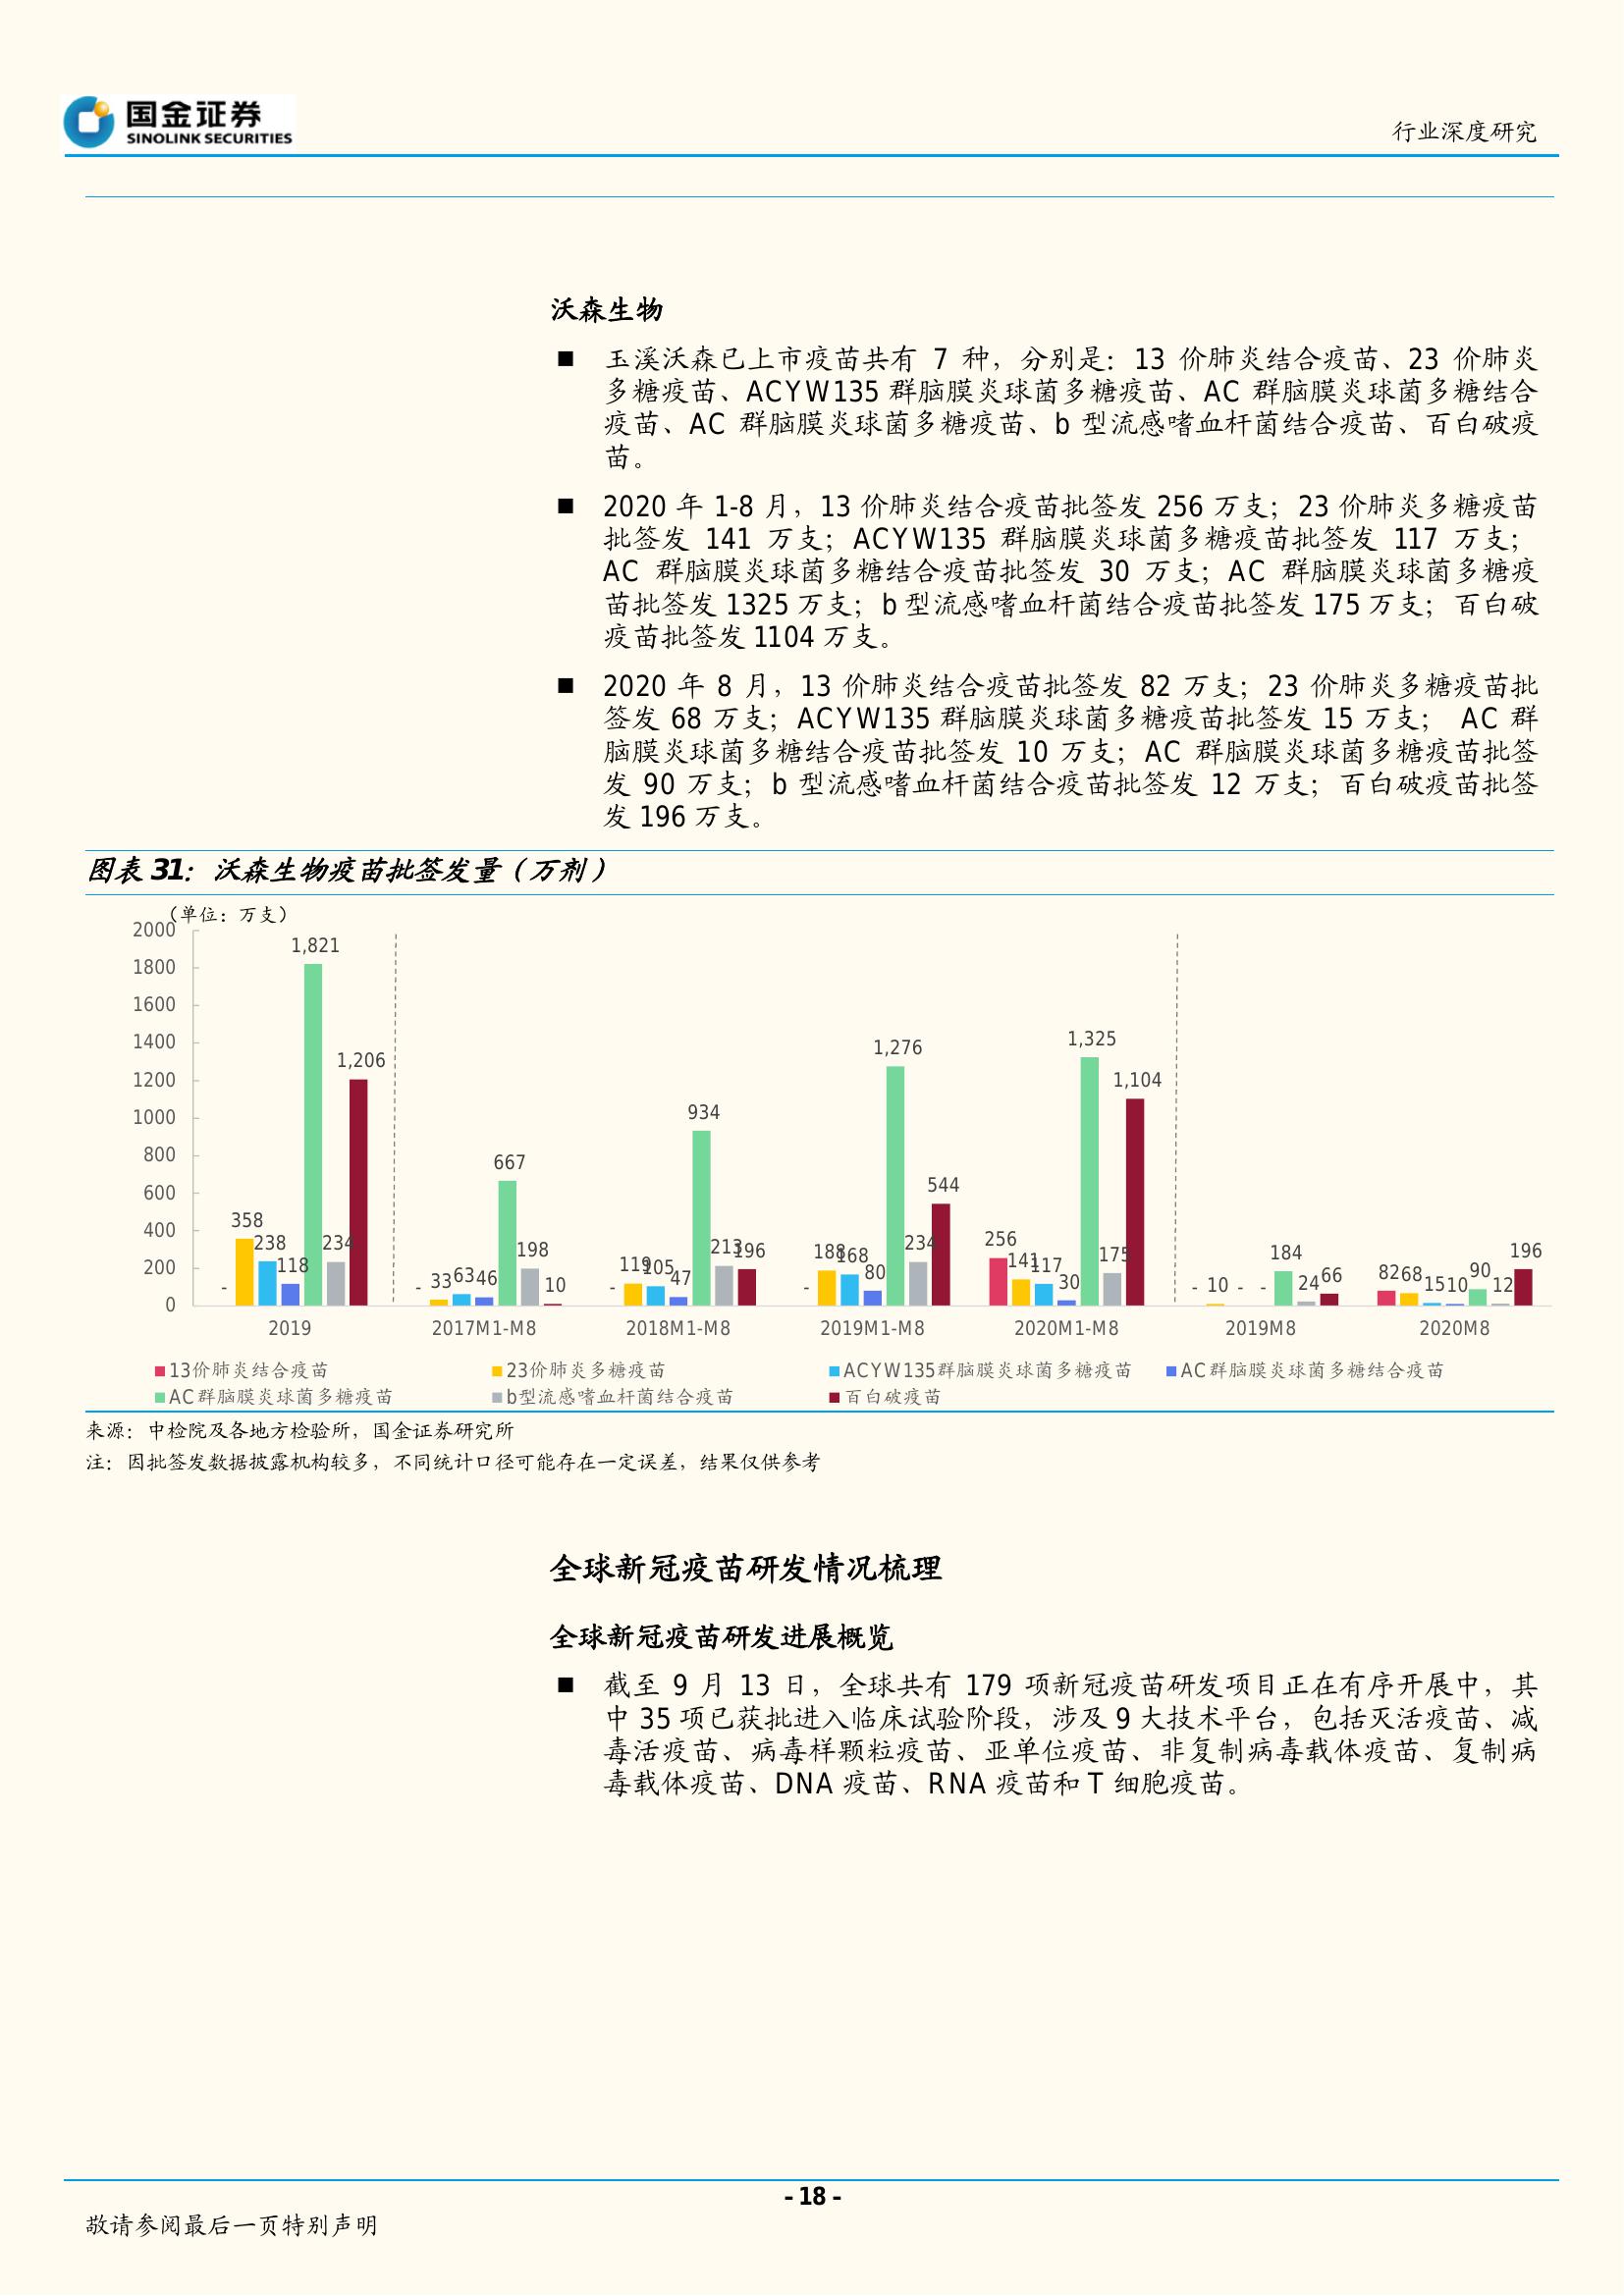 国金证券
SINOLINK SECURITIES
行业深度研究
沃森生物
■ 玉溪沃森已上市疫苗共有 7 种，分别是：13 价肺炎结合疫苗、23 价肺炎
多糖疫苗、ACYW135 群脑膜炎球菌多糖疫苗、AC 群脑膜炎球菌多糖结合
疫苗、AC 群脑膜炎球菌多糖疫苗、b 型流感嗜血杆菌结合疫苗、百白破疫
苗。
■ 2020 年 1-8 月，13 价肺炎结合疫苗批签发 256 万支；23 价肺炎多糖疫苗
批签发 141 万支；ACYW135 群脑膜炎球菌多糖疫苗批签发 117 万支；
AC 群脑膜炎球菌多糖结合疫苗批签发 30 万支；AC 群脑膜炎球菌多糖疫
苗批签发 1325 万支；b 型流感嗜血杆菌结合疫苗批签发 175 万支；百白破
疫苗批签发 1104 万支。
■ 2020 年 8 月，13 价肺炎结合疫苗批签发 82 万支；23 价肺炎多糖疫苗批
签发 68 万支；ACYW135 群脑膜炎球菌多糖疫苗批签发 15 万支； AC 群
脑膜炎球菌多糖结合疫苗批签发 10 万支；AC 群脑膜炎球菌多糖疫苗批签
发 90 万支；b 型流感嗜血杆菌结合疫苗批签发 12 万支；百白破疫苗批签
发 196 万支。
图表 31：沃森生物疫苗批签发量（万剂）
（单位：万支）
2000
1800
1600
1400
1200
1000
800
600
400
200
0
- 358 238 118 1,821 234 1,206
- 33 63 46 667 198 10
- 119 105 47 934 213 196
- 188 168 80 1,276 234 544
256 141 117 30 1,325 175 1,104
- 10 - - 184 24 66
82 68 15 10 90 12 196
2019 2017M1-M8 2018M1-M8 2019M1-M8 2020M1-M8 2019M8 2020M8
13价肺炎结合疫苗 23价肺炎多糖疫苗 ACYW135群脑膜炎球菌多糖疫苗 AC群脑膜炎球菌多糖结合疫苗
AC群脑膜炎球菌多糖疫苗 b型流感嗜血杆菌结合疫苗 百白破疫苗
来源：中检院及各地方检验所，国金证券研究所
注：因批签发数据披露机构较多，不同统计口径可能存在一定误差，结果仅供参考
全球新冠疫苗研发情况梳理
全球新冠疫苗研发进展概览
■ 截至 9 月 13 日，全球共有 179 项新冠疫苗研发项目正在有序开展中，其
中 35 项已获批进入临床试验阶段，涉及 9 大技术平台，包括灭活疫苗、减
毒活疫苗、病毒样颗粒疫苗、亚单位疫苗、非复制病毒载体疫苗、复制病
毒载体疫苗、DNA 疫苗、RNA 疫苗和 T 细胞疫苗。
- 18 -
敬请参阅最后一页特别声明